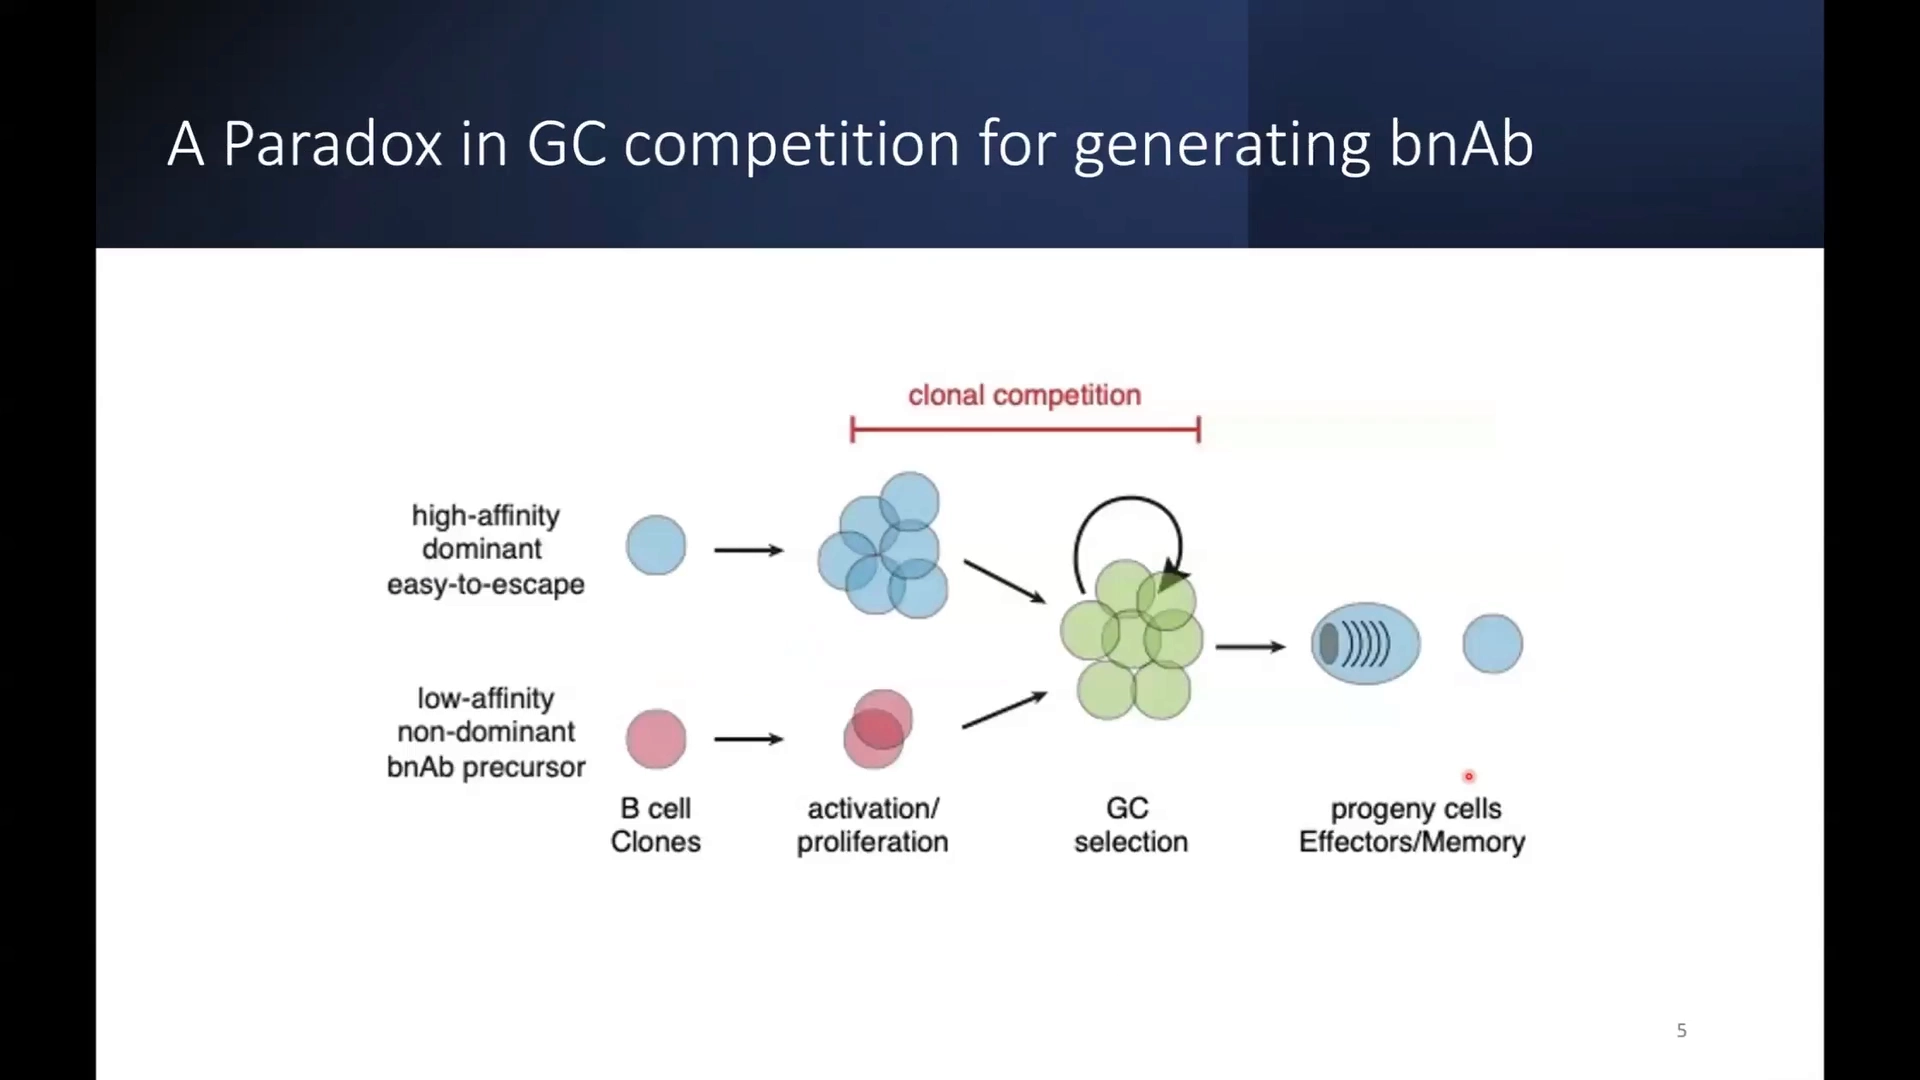 A Paradox in GC competition for generating bnAb
clonal competition
high-affinity
dominant
easy-to-escape
low-affinity
non-dominant
bnAb precursor
B cell
Clones
activation/
proliferation
GC
selection
progeny cells
Effectors/Memory
5